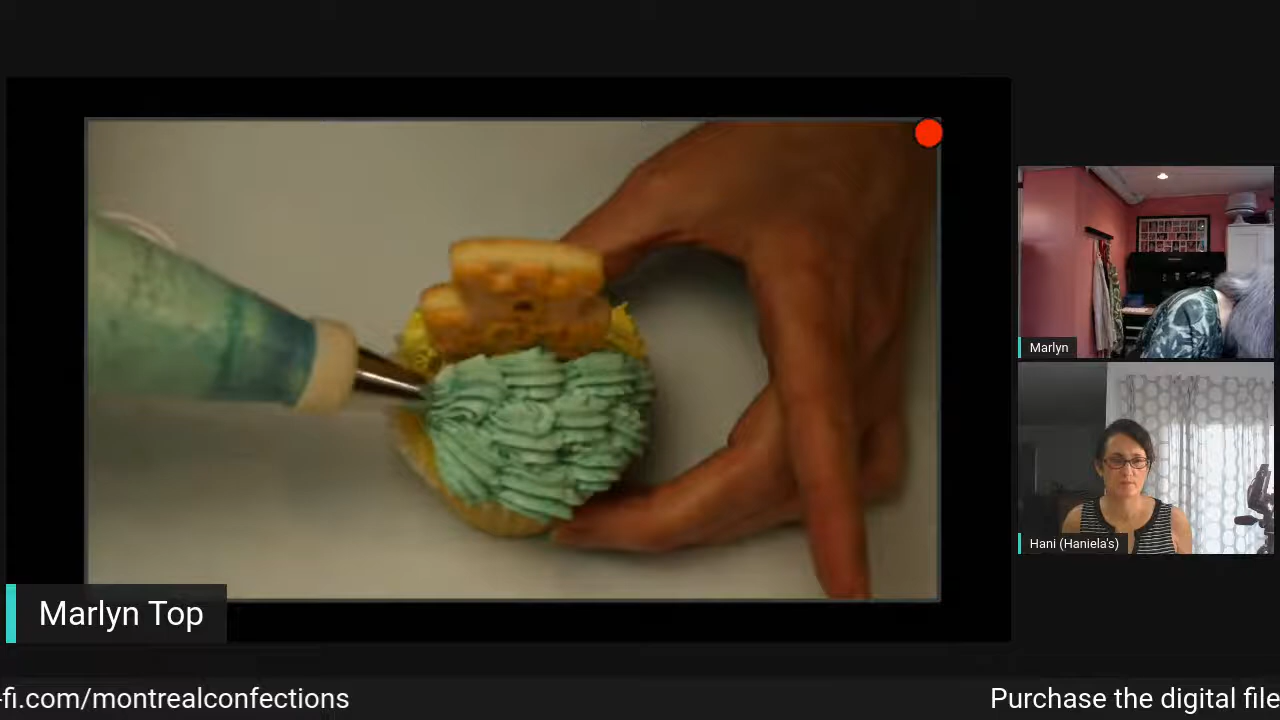 Marlyn
Hani (Haniela's)
Marlyn Top
-fi.com/montrealconfections
Purchase the digital file